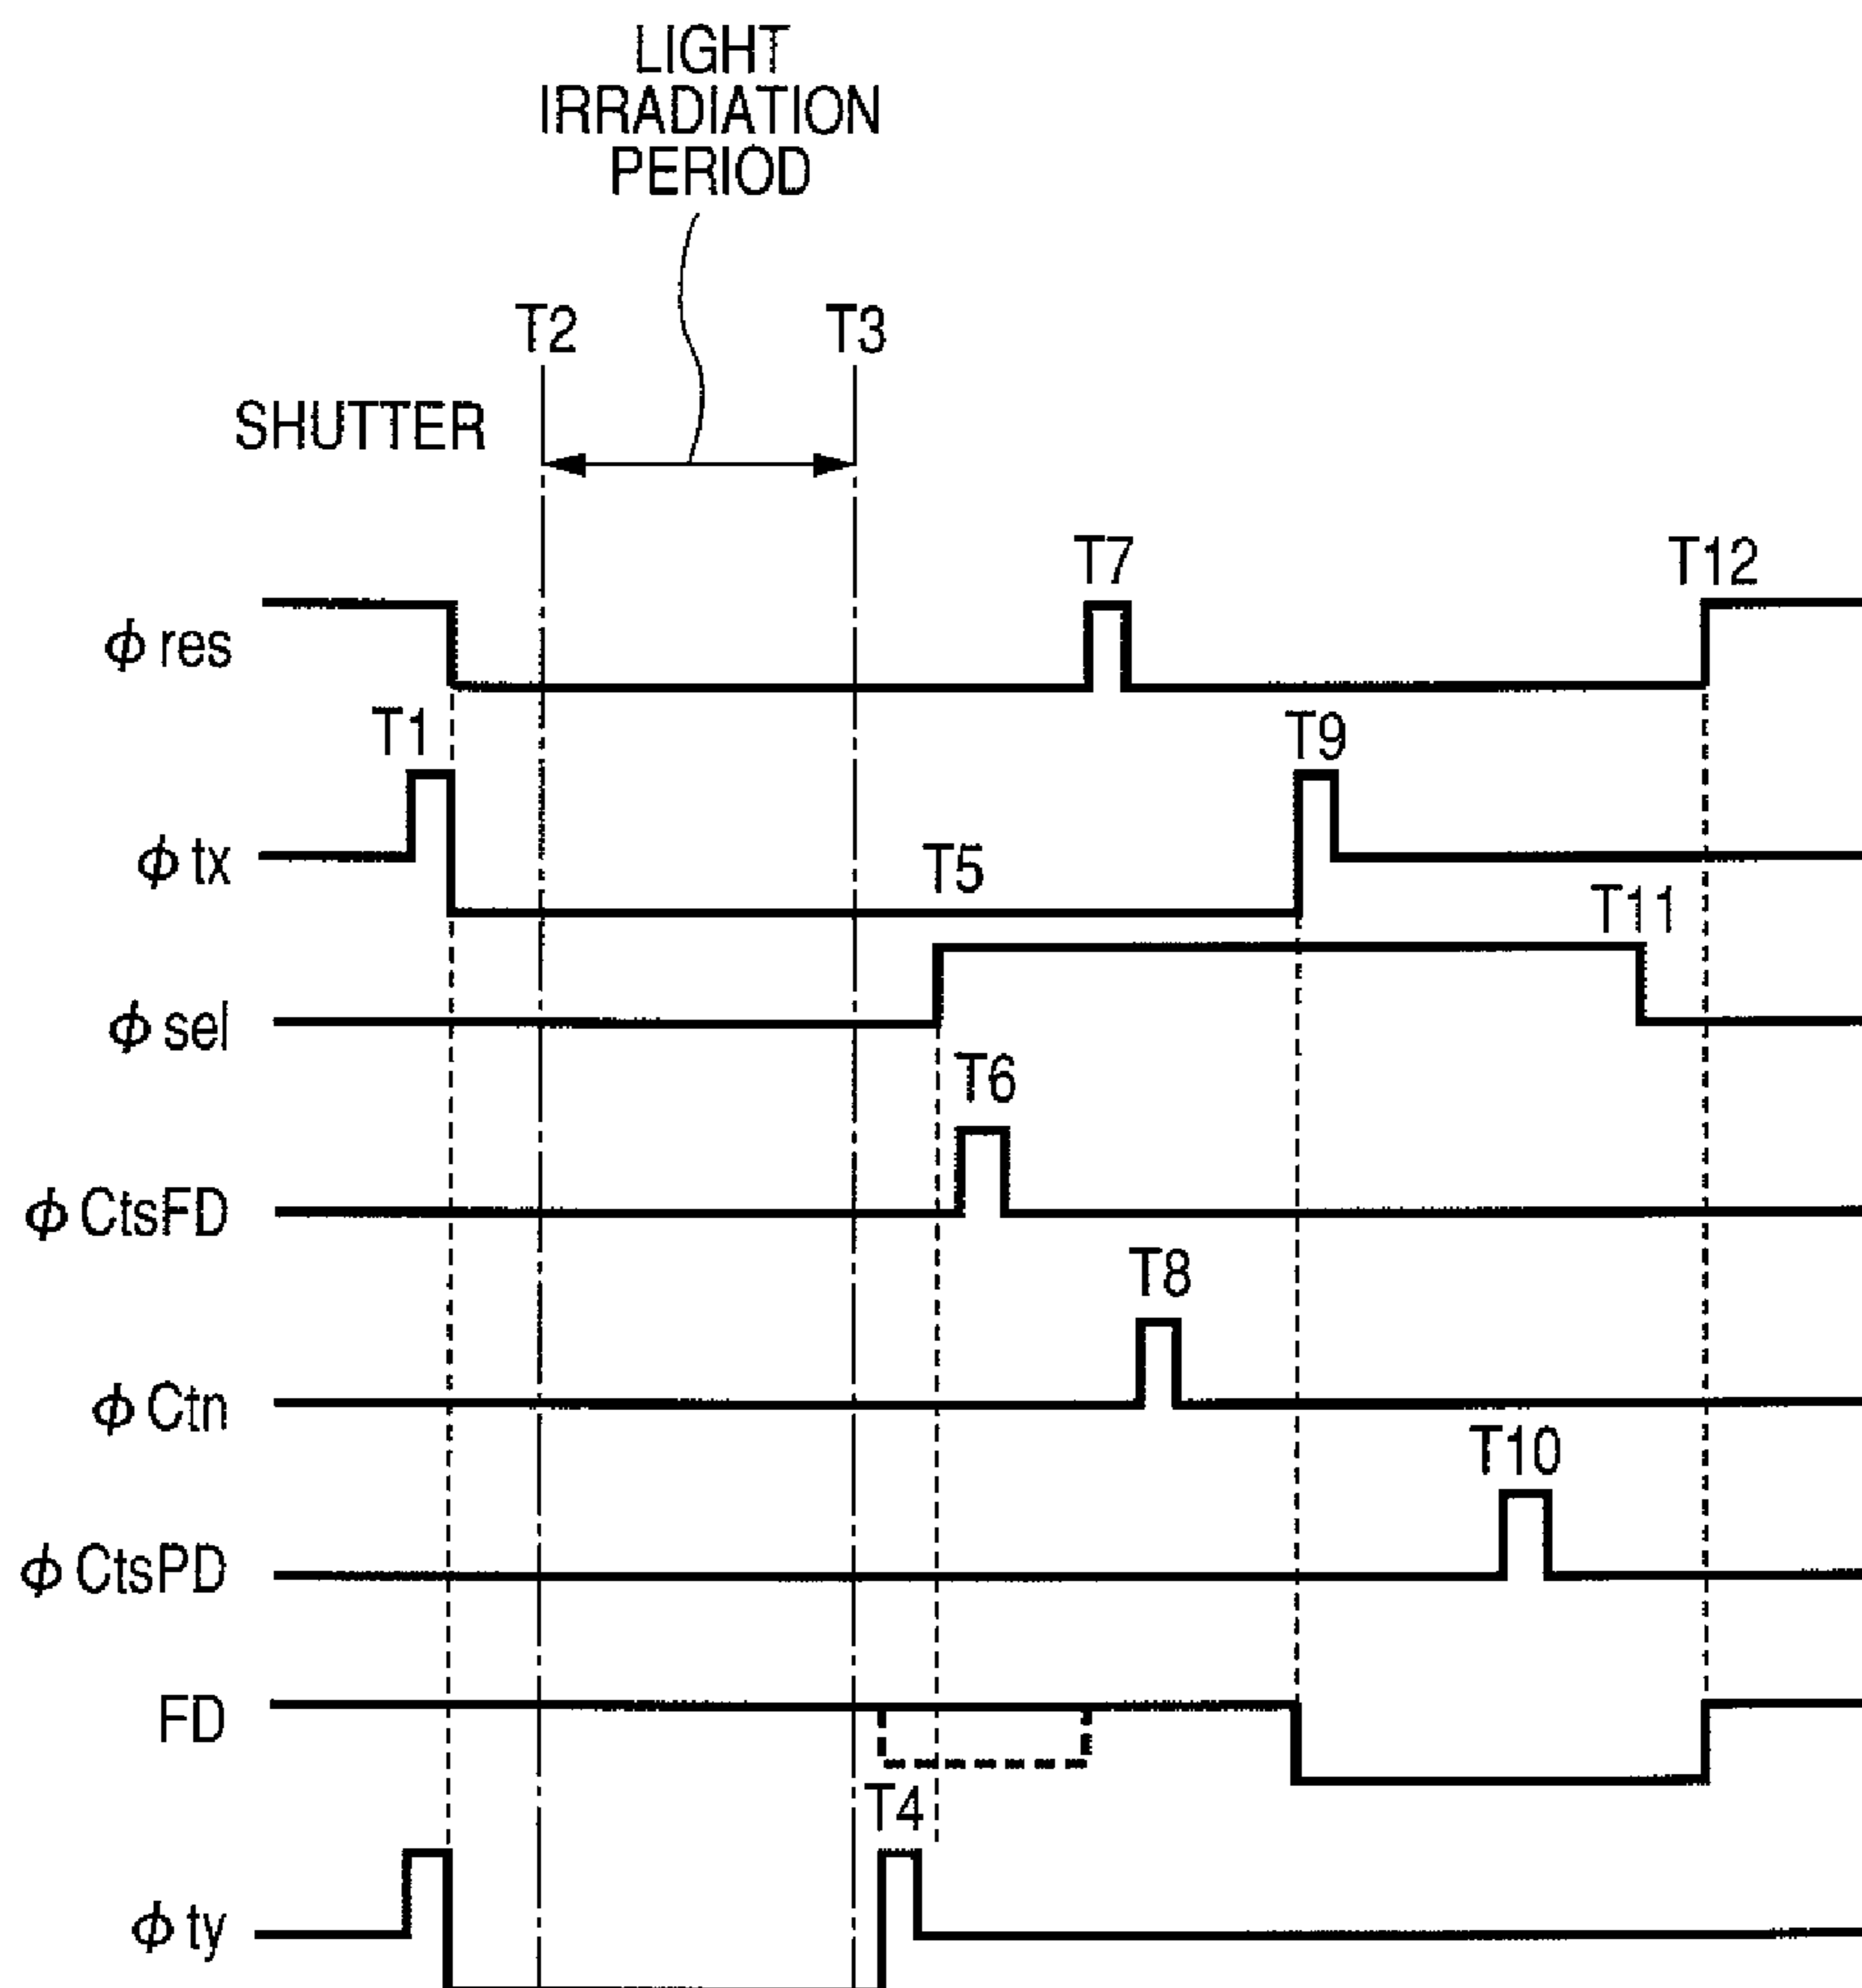 LIGHT
IRRADIATION
PERIOD
T2
T3
SHUTTER
T7
T12
ϕ res
T1
T9
ϕ tx
T5
T11
ϕ sel
T6
ϕ CtsFD
T8
ϕ Ctn
T10
ϕ CtsPD
FD
T4
ϕ ty